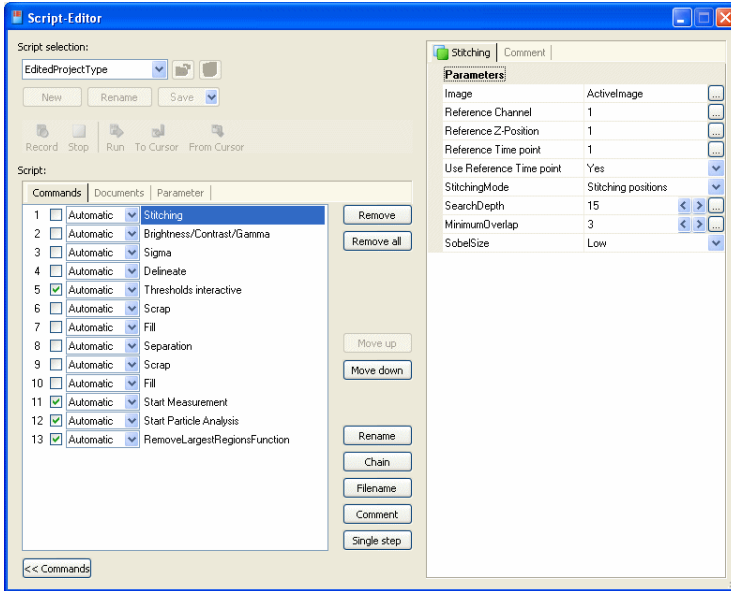 Script-Editor
Script selection:
EditedProjectType
New Rename Save
Record Stop Run To Cursor From Cursor
Script:
Commands Documents Parameter
1 Automatic Stitching
2 Automatic Brightness/Contrast/Gamma
3 Automatic Sigma
4 Automatic Delineate
5 Automatic Thresholds interactive
6 Automatic Scrap
7 Automatic Fill
8 Automatic Separation
9 Automatic Scrap
10 Automatic Fill
11 Automatic Start Measurement
12 Automatic Start Particle Analysis
13 Automatic RemoveLargestRegionsFunction
<< Commands
Remove
Remove all
Move up
Move down
Rename
Chain
Filename
Comment
Single step
Stitching Comment
Parameters
Image ActiveImage ...
Reference Channel 1 ...
Reference Z-Position 1 ...
Reference Time point 1 ...
Use Reference Time point Yes
StitchingMode Stitching positions
SearchDepth 15 < > ...
MinimumOverlap 3 < > ...
SobelSize Low